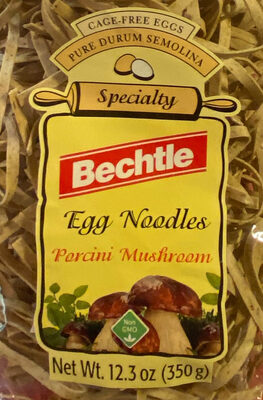 CAGE-FREE EGGS
PURE DURUM SEMOLINA
Specialty
Bechtle
Egg Noodles
Porcini Mushroom
Non
GMO
Net Wt. 12.3 oz (350 g)